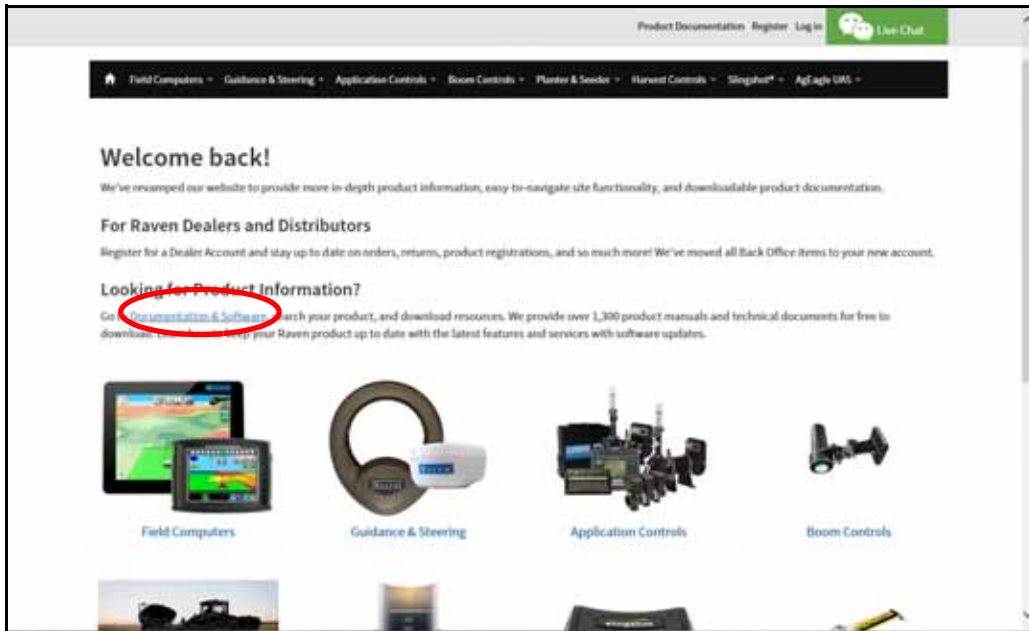 Product Documentation Register Log in Live Chat
Field Computers Guidance & Steering Application Controls Boom Controls Planter & Seeder Harvest Controls Slingshot® AgEagle UAS
Welcome back!
We've revamped our website to provide more in-depth product information, easy-to-navigate site functionality, and downloadable product documentation.
For Raven Dealers and Distributors
Register for a Dealer Account and stay up to date on orders, returns, product registrations, and so much more! We've moved all Back Office items to your new account.
Looking for Product Information?
Go Documentation & Software, search your product, and download resources. We provide over 1,300 product manuals and technical documents for free to
download. keep your Raven product up to date with the latest features and services with software updates.
RAVEN
Field Computers Guidance & Steering Application Controls Boom Controls
Slingshot